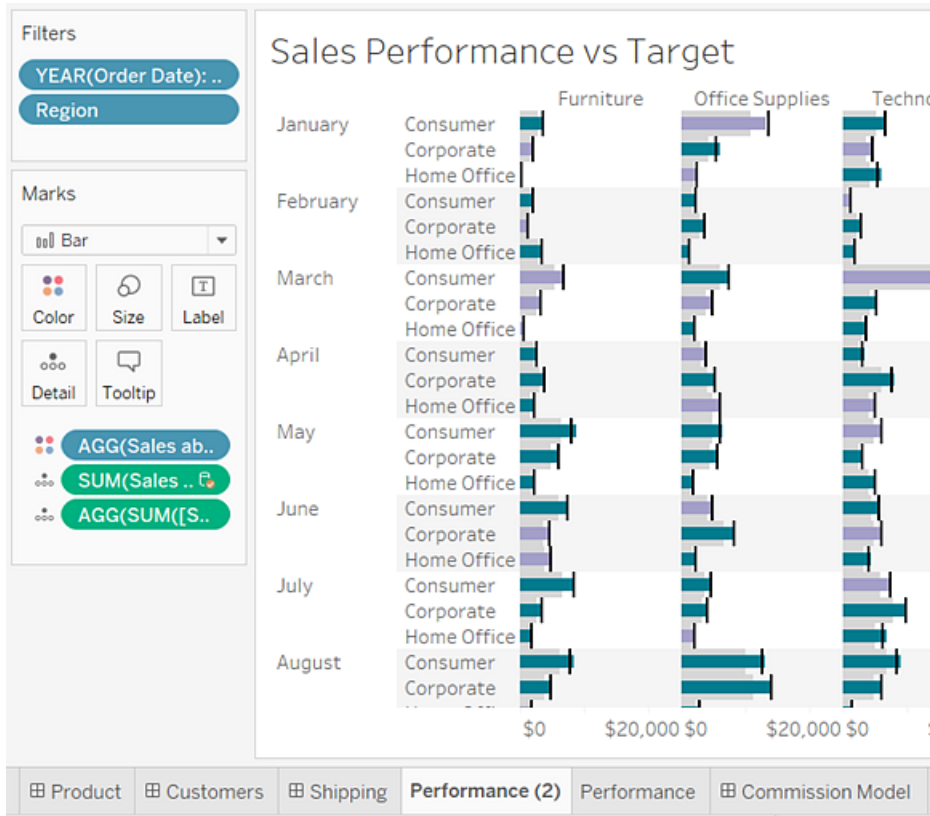 Filters
YEAR(Order Date): ..
Region
Marks
Bar
Color Size Label
Detail Tooltip
AGG(Sales ab..
SUM(Sales ..
AGG(SUM([S..
Sales Performance vs Target
Furniture Office Supplies Techno
January Consumer
Corporate
Home Office
February Consumer
Corporate
Home Office
March Consumer
Corporate
Home Office
April Consumer
Corporate
Home Office
May Consumer
Corporate
Home Office
June Consumer
Corporate
Home Office
July Consumer
Corporate
Home Office
August Consumer
Corporate
$0 $20,000 $0 $20,000 $0
Product Customers Shipping Performance (2) Performance Commission Model